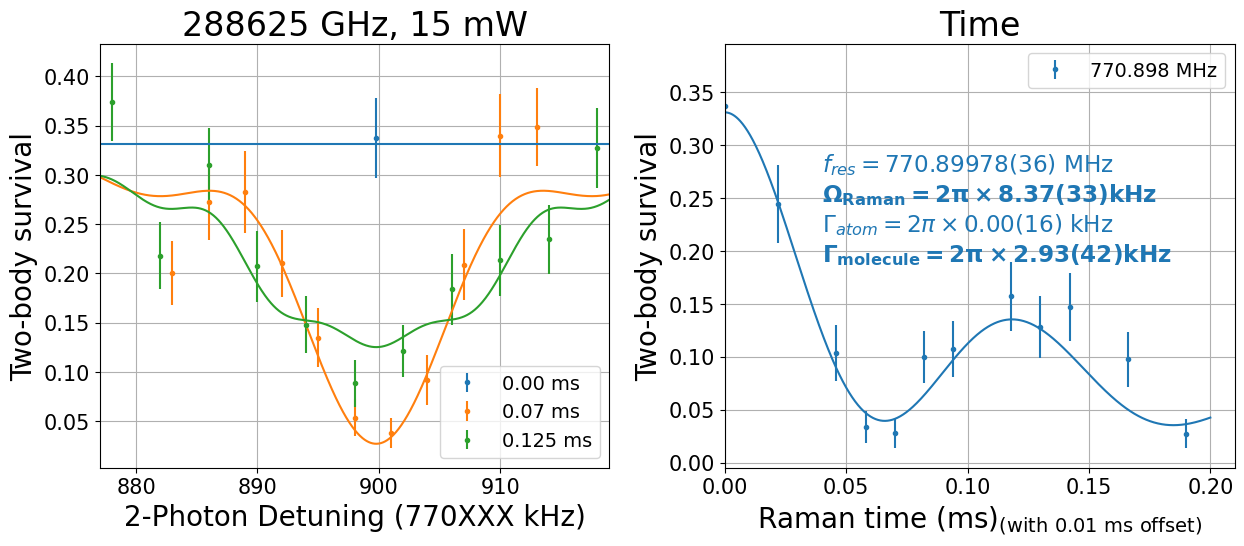 288625 GHz, 15 mW
Two-body survival
0.40
0.35
0.30
0.25
0.20
0.15
0.10
0.05
880
890
900
910
2-Photon Detuning (770XXX kHz)
0.00 ms
0.07 ms
0.125 ms
Time
Two-body survival
0.35
0.30
0.25
0.20
0.15
0.10
0.05
0.00
0.00
0.05
0.10
0.15
0.20
Raman time (ms)(with 0.01 ms offset)
770.898 MHz
f_res = 770.89978(36) MHz
Ω_Raman = 2π × 8.37(33)kHz
Γ_atom = 2π × 0.00(16) kHz
Γ_molecule = 2π × 2.93(42)kHz